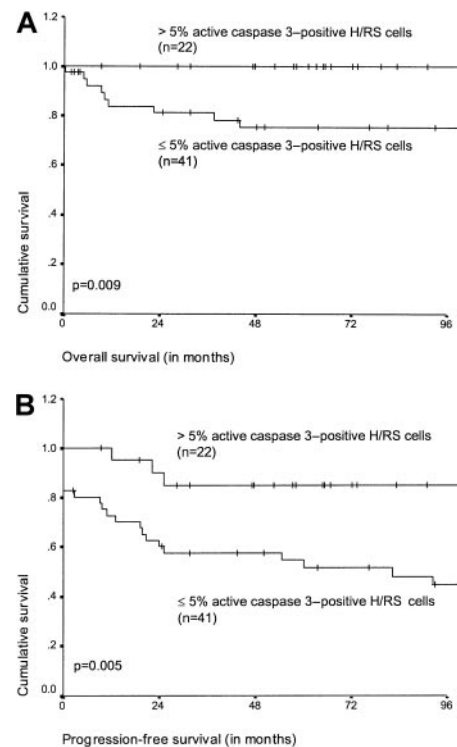 A
1.2
> 5% active caspase 3–positive H/RS cells
(n=22)
1.0
.8
≤ 5% active caspase 3–positive H/RS cells
(n=41)
.6
.4
.2
p=0.009
0.0
0 24 48 72 96
Cumulative survival
Overall survival (in months)
B
1.2
> 5% active caspase 3–positive H/RS cells
(n=22)
1.0
.8
.6
.4
≤ 5% active caspase 3–positive H/RS cells
(n=41)
.2
p=0.005
0.0
0 24 48 72 96
Cumulative survival
Progression-free survival (in months)